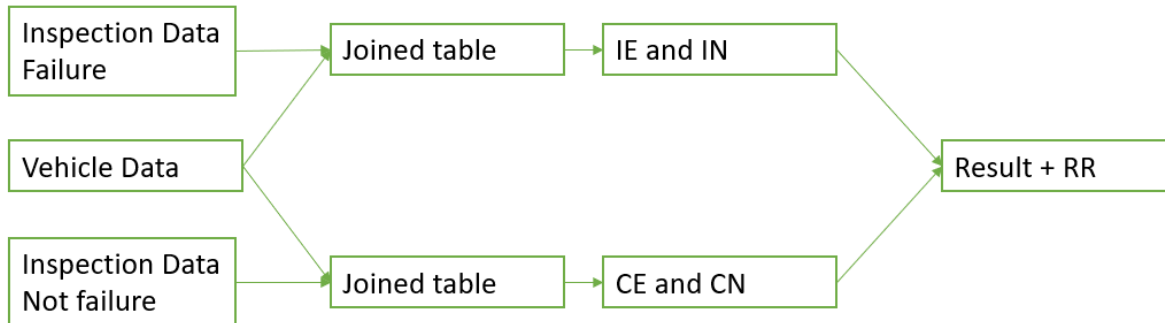 Inspection Data
Failure
Joined table
IE and IN
Vehicle Data
Result + RR
Inspection Data
Not failure
Joined table
CE and CN